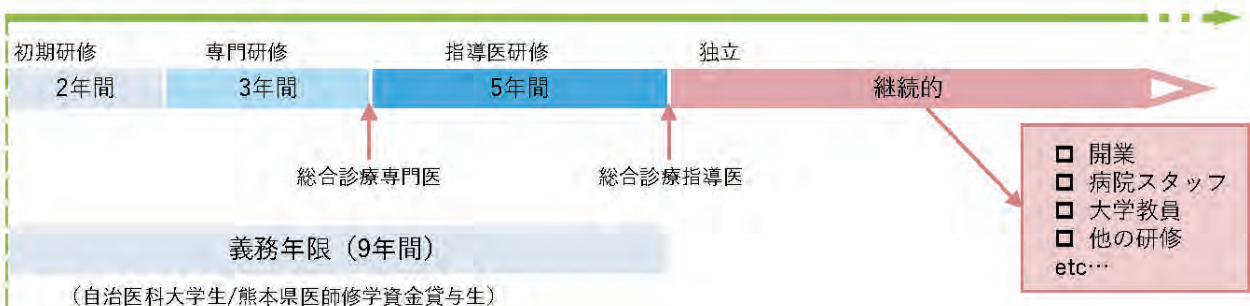 初期研修 専門研修 指導医研修 独立
2年間 3年間 5年間 継続的
総合診療専門医 総合診療指導医
開業
病院スタッフ
大学教員
他の研修
etc…
義務年限（9年間）
（自治医科大学生/熊本県医師修学資金貸与生）